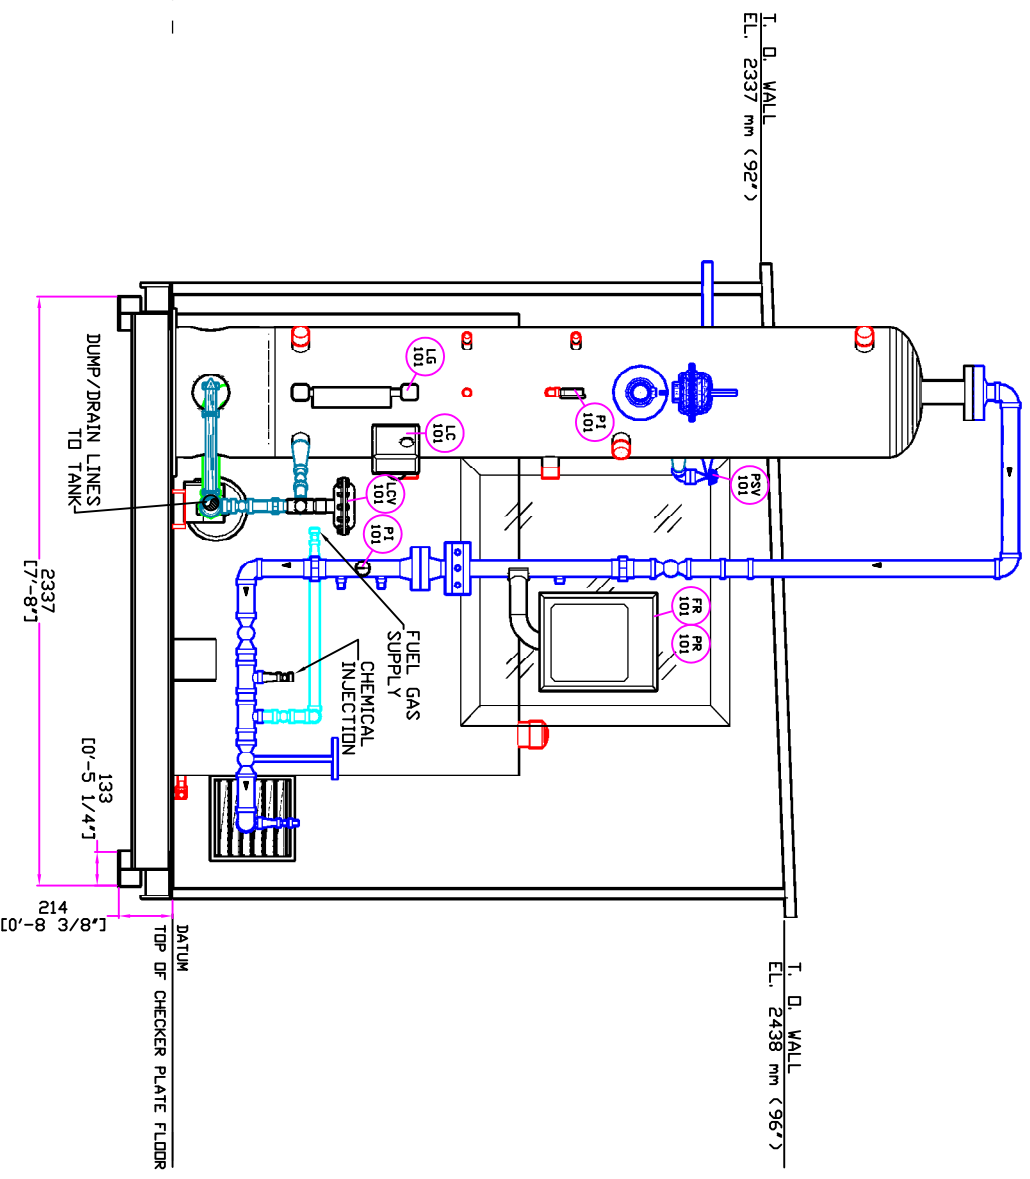 T. O. WALL
EL. 2337 mm (92")
T. O. WALL
EL. 2438 mm (96")
PSV
101
PI
101
LG
101
LC
101
LCV
101
PI
101
FR
101
PR
101
FUEL GAS
SUPPLY
CHEMICAL
INJECTION
DUMP/DRAIN LINES
TO TANK
2337
[7'-8"]
133
[0'-5 1/4"]
214
[0'-8 3/8"]
DATUM
TOP OF CHECKER PLATE FLOOR